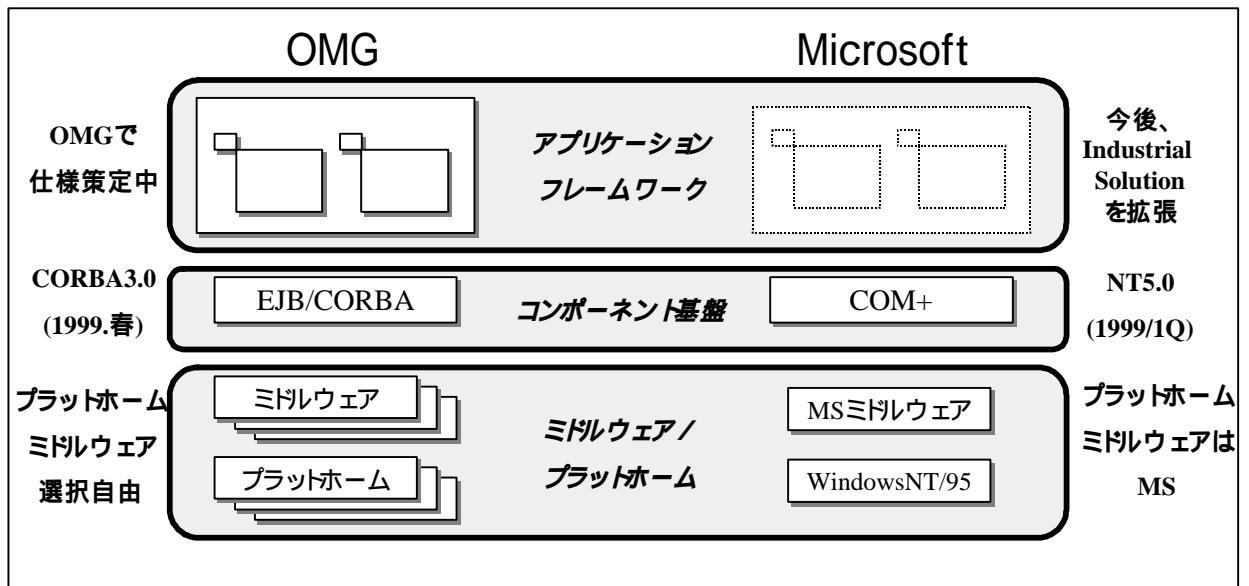 OMG
Microsoft
OMGで
仕様策定中
アプリケーション
フレームワーク
今後、
Industrial
Solution
を拡張
CORBA3.0
(1999.春)
EJB/CORBA
コンポーネント基盤
COM+
NT5.0
(1999/1Q)
プラットホーム
ミドルウェア
選択自由
ミドルウェア
プラットホーム
ミドルウェア/
プラットホーム
MSミドルウェア
WindowsNT/95
プラットホーム
ミドルウェアは
MS